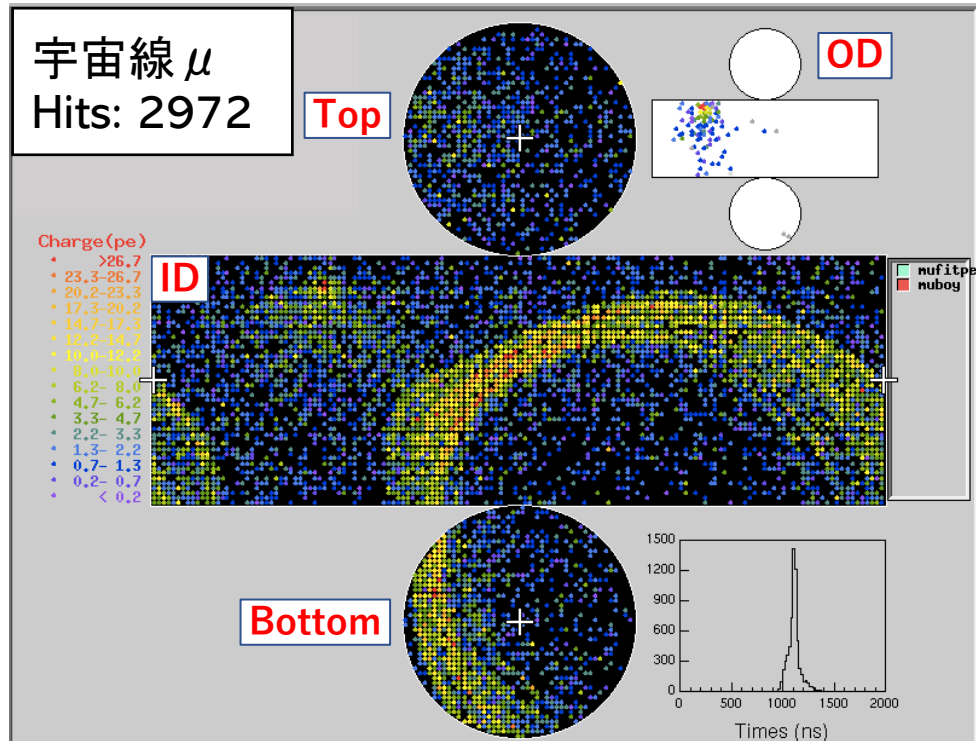 宇宙線μ
Hits: 2972
Top
OD
Charge(pe)
>26.7
23.3-26.7
20.2-23.3
17.3-20.2
14.7-17.3
12.2-14.7
10.0-12.2
8.0-10.0
6.2- 8.0
4.7- 6.2
3.3- 4.7
2.2- 3.3
1.3- 2.2
0.7- 1.3
0.2- 0.7
< 0.2
ID
mufitpe
muboy
Bottom
1500
1200
900
600
300
0
0
500
1000
1500
2000
Times (ns)